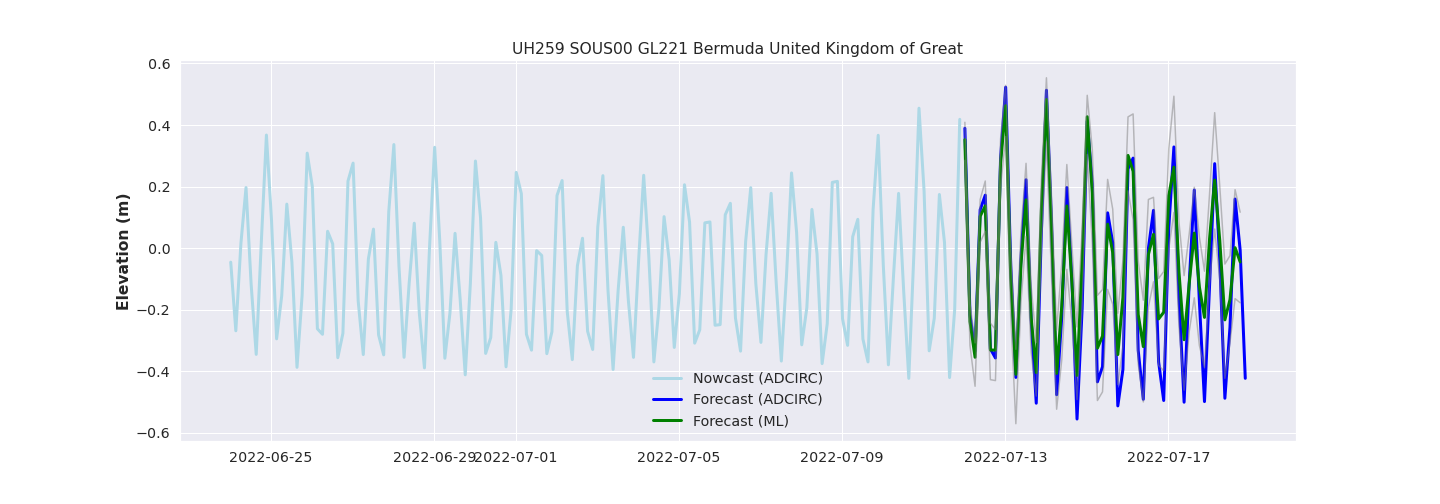 UH259 SOUS00 GL221 Bermuda United Kingdom of Great
0.6
0.4
0.2
0.0
−0.2
−0.4
−0.6
Elevation (m)
Nowcast (ADCIRC)
Forecast (ADCIRC)
Forecast (ML)
2022-06-25 2022-06-29 2022-07-01 2022-07-05 2022-07-09 2022-07-13 2022-07-17